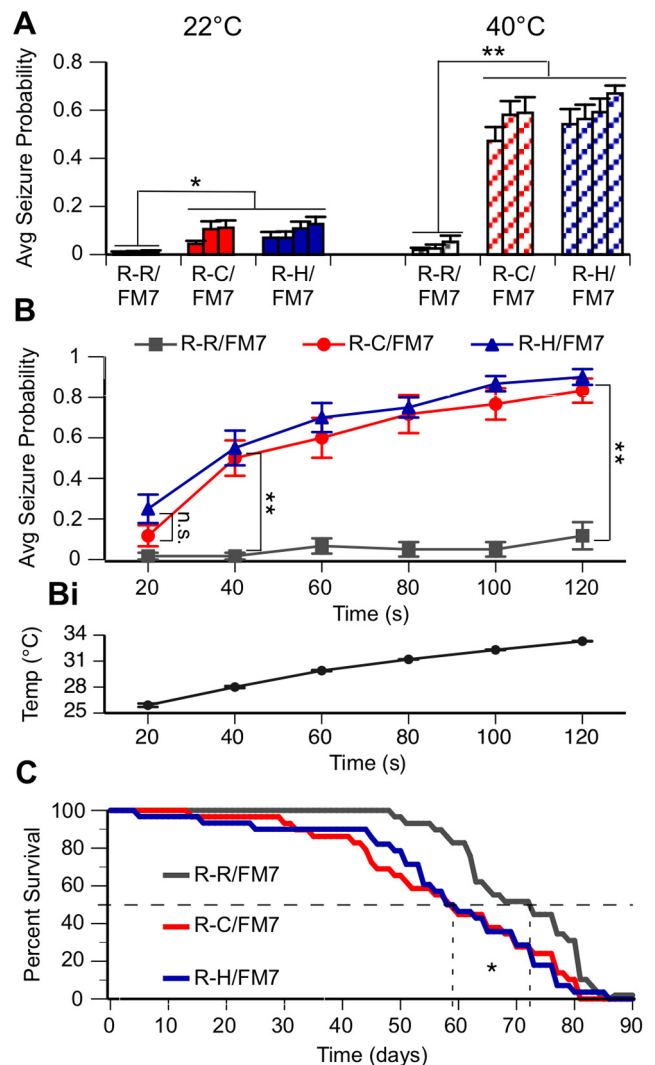 A
22°C
40°C
Avg Seizure Probability
0.8
0.6
0.4
0.2
0
*
**
R-R/
FM7
R-C/
FM7
R-H/
FM7
R-R/
FM7
R-C/
FM7
R-H/
FM7
B
R-R/FM7
R-C/FM7
R-H/FM7
Avg Seizure Probability
1
0.8
0.6
0.4
0.2
0
n.s.
**
**
20 40 60 80 100 120
Time (s)
Bi
Temp (°C)
34
31
28
25
20 40 60 80 100 120
Time (s)
C
Percent Survival
100
80
60
40
20
0
R-R/FM7
R-C/FM7
R-H/FM7
*
0 10 20 30 40 50 60 70 80 90
Time (days)